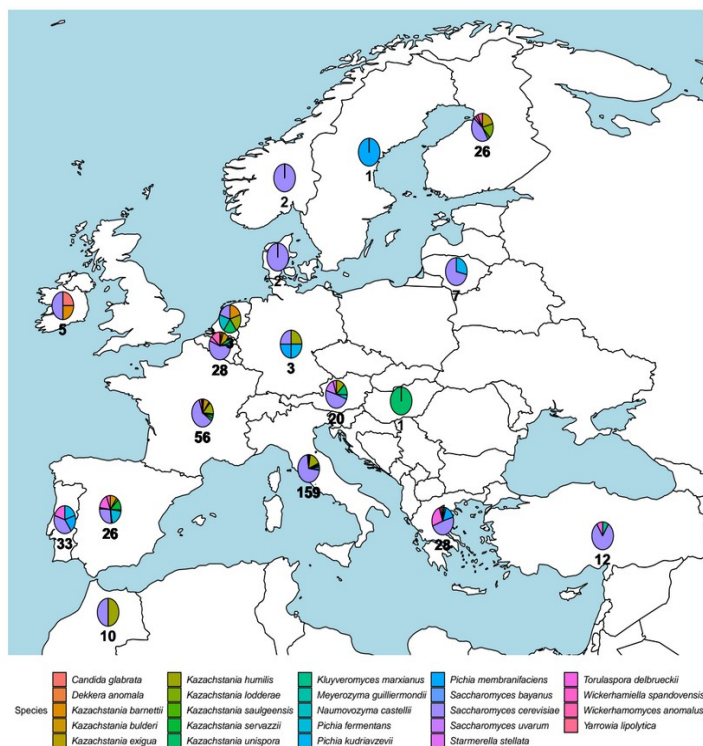 26
1
2
2
7
5
28
3
20
1
56
159
26
33
28
12
10
Species
Candida glabrata
Dekkera anomala
Kazachstania barnettii
Kazachstania bulderi
Kazachstania exigua
Kazachstania humilis
Kazachstania lodderae
Kazachstania saulgeensis
Kazachstania servazzii
Kazachstania unispora
Kluyveromyces marxianus
Meyerozyma guilliermondii
Naumovozyma castellii
Pichia fermentans
Pichia kudriavzevii
Pichia membranifaciens
Saccharomyces bayanus
Saccharomyces cerevisiae
Saccharomyces uvarum
Starmerella stellata
Torulaspora delbrueckii
Wickerhamiella spandovensis
Wickerhamomyces anomalus
Yarrowia lipolytica